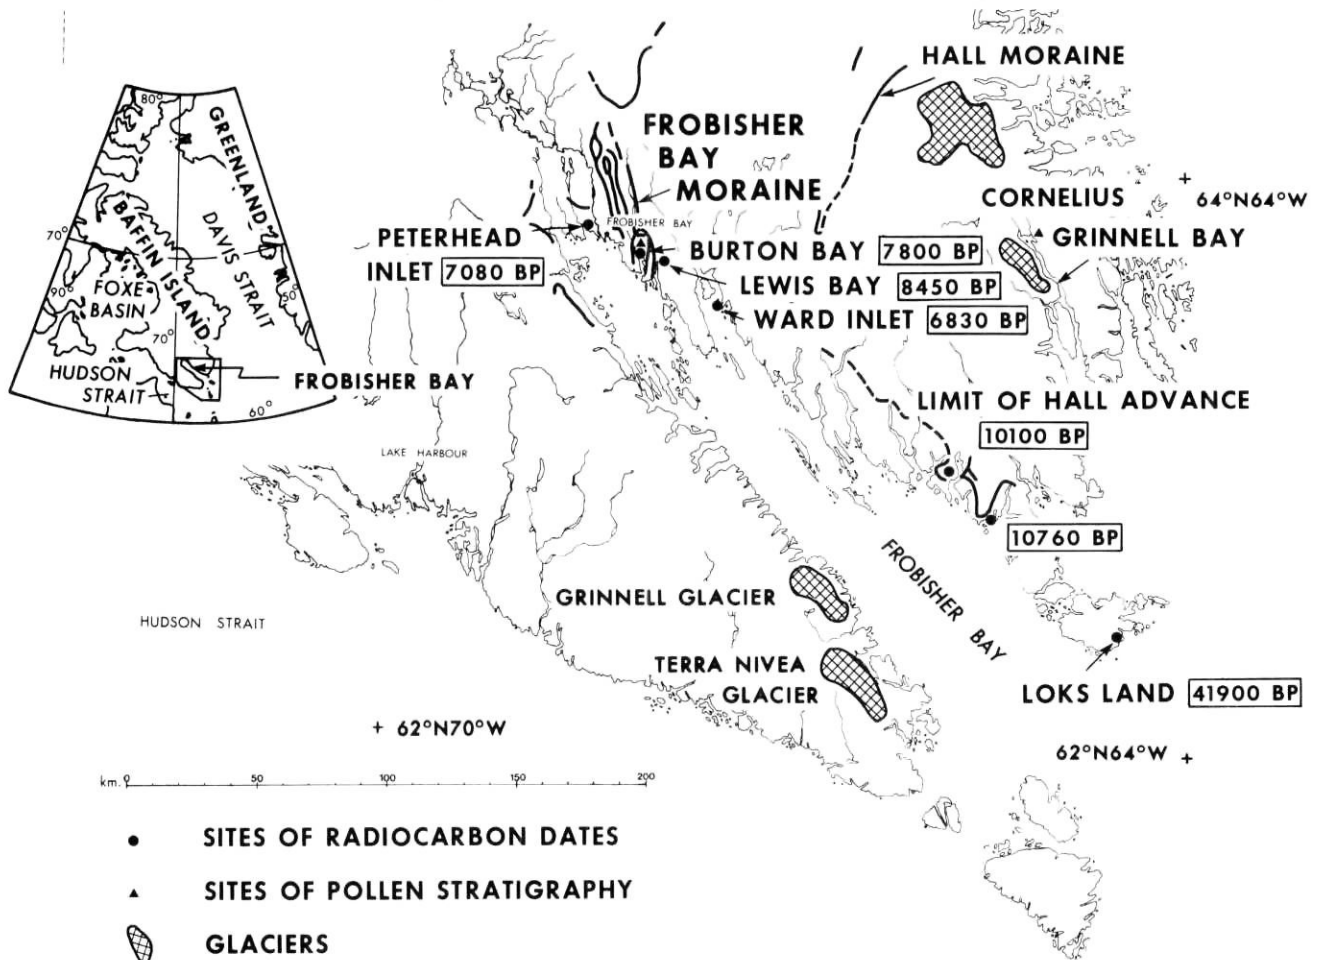 HALL MORAINE
FROBISHER
BAY
MORAINE
CORNELIUS
GRINNELL BAY
+ 64°N64°W
FROBISHER BAY
PETERHEAD
INLET 7080 BP
BURTON BAY 7800 BP
LEWIS BAY 8450 BP
WARD INLET 6830 BP
80°
GREENLAND
BAFFIN ISLAND
DAVIS STRAIT
70°
FOXE
BASIN
90°
50°
70°
HUDSON
STRAIT
60°
FROBISHER BAY
LIMIT OF HALL ADVANCE
10100 BP
10760 BP
LAKE HARBOUR
HUDSON STRAIT
GRINNELL GLACIER
TERRA NIVEA
GLACIER
FROBISHER BAY
LOKS LAND 41900 BP
+ 62°N70°W
62°N64°W +
km. 0 50 100 150 200
SITES OF RADIOCARBON DATES
SITES OF POLLEN STRATIGRAPHY
GLACIERS